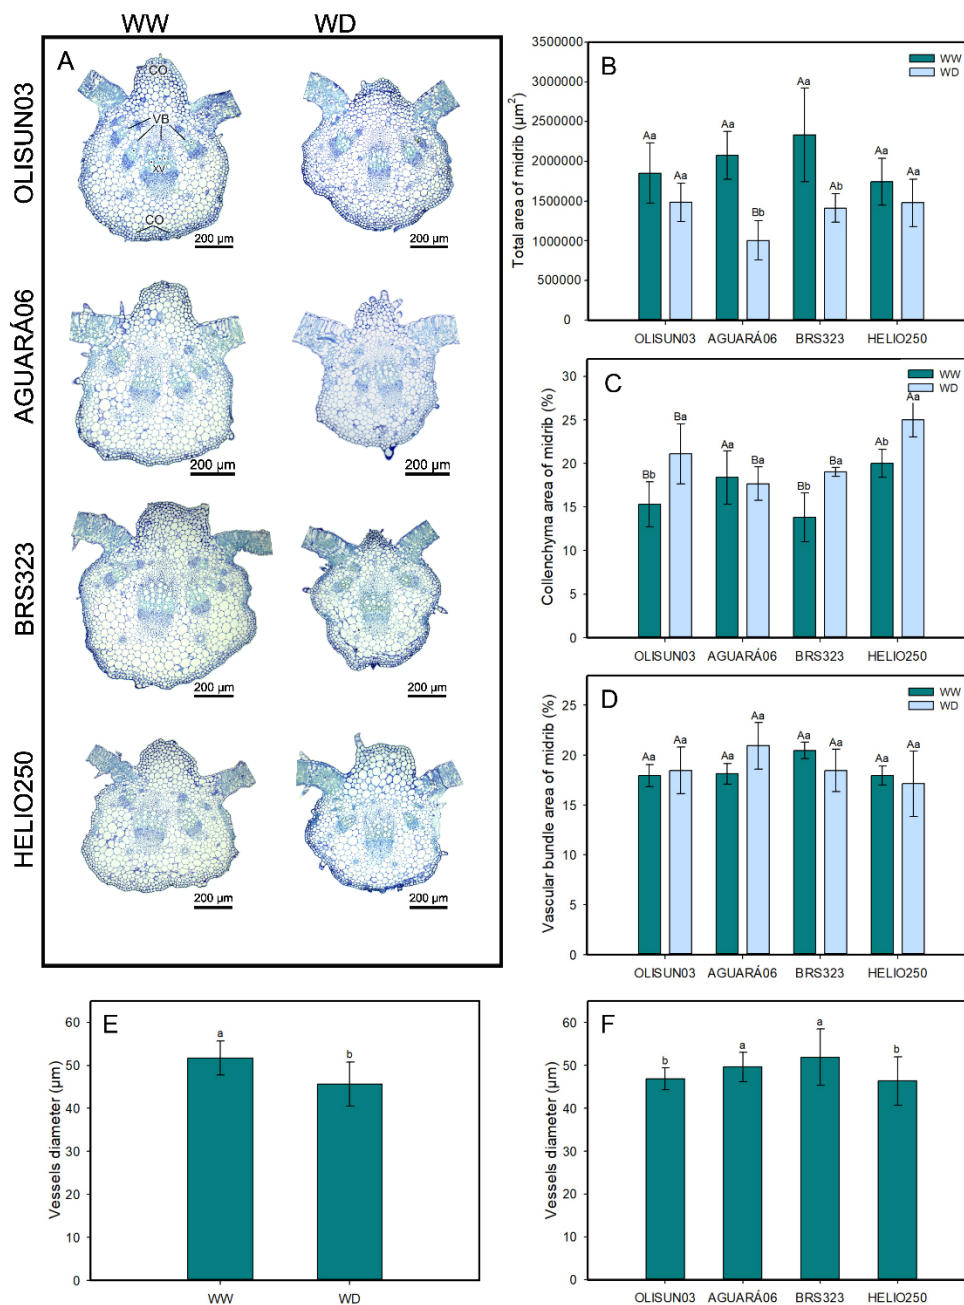 WW WD
A
OLISUN03
CO
VB
XV
CO
200 µm
200 µm
AGUARÁ06
200 µm
200 µm
BRS323
200 µm
200 µm
HELIO250
200 µm
200 µm
B
WW
WD
Total area of midrib (µm²)
3500000
3000000
2500000
2000000
1500000
1000000
500000
0
Aa Aa Aa Bb Aa Ab Aa Aa
OLISUN03 AGUARÁ06 BRS323 HELIO250
C
WW
WD
Collenchyma area of midrib (%)
30
25
20
15
10
5
0
Bb Ba Aa Ba Bb Ba Ab Aa
OLISUN03 AGUARÁ06 BRS323 HELIO250
D
WW
WD
Vascular bundle area of midrib (%)
25
20
15
10
5
0
Aa Aa Aa Aa Aa Aa Aa Aa
OLISUN03 AGUARÁ06 BRS323 HELIO250
E
Vessels diameter (µm)
60
50
40
30
20
10
0
a b
WW WD
F
Vessels diameter (µm)
60
50
40
30
20
10
0
b a a b
OLISUN03 AGUARÁ06 BRS323 HELIO250